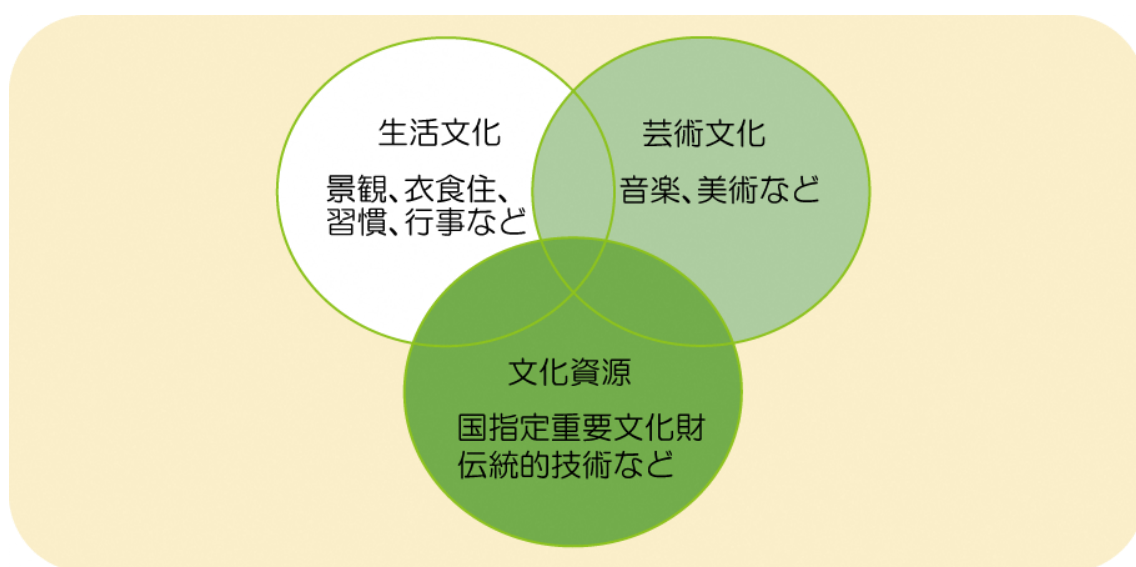 生活文化
景観、衣食住、
習慣、行事など
芸術文化
音楽、美術など
文化資源
国指定重要文化財
伝統的技術など